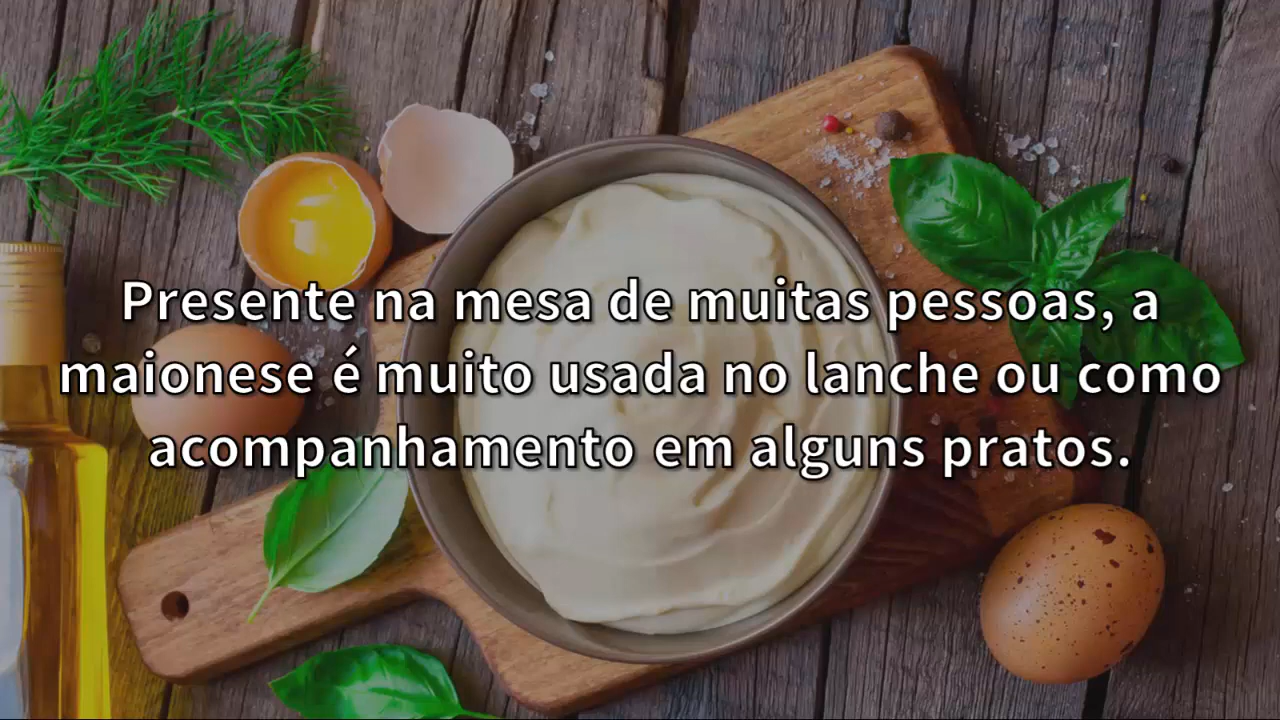 Presente na mesa de muitas pessoas, a
maionese é muito usada no lanche ou como
acompanhamento em alguns pratos.